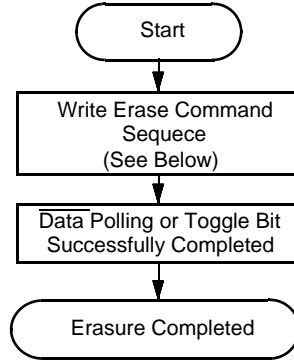 Start
Write Erase Command
Sequece
(See Below)
Data Polling or Toggle Bit
Successfully Completed
Erasure Completed